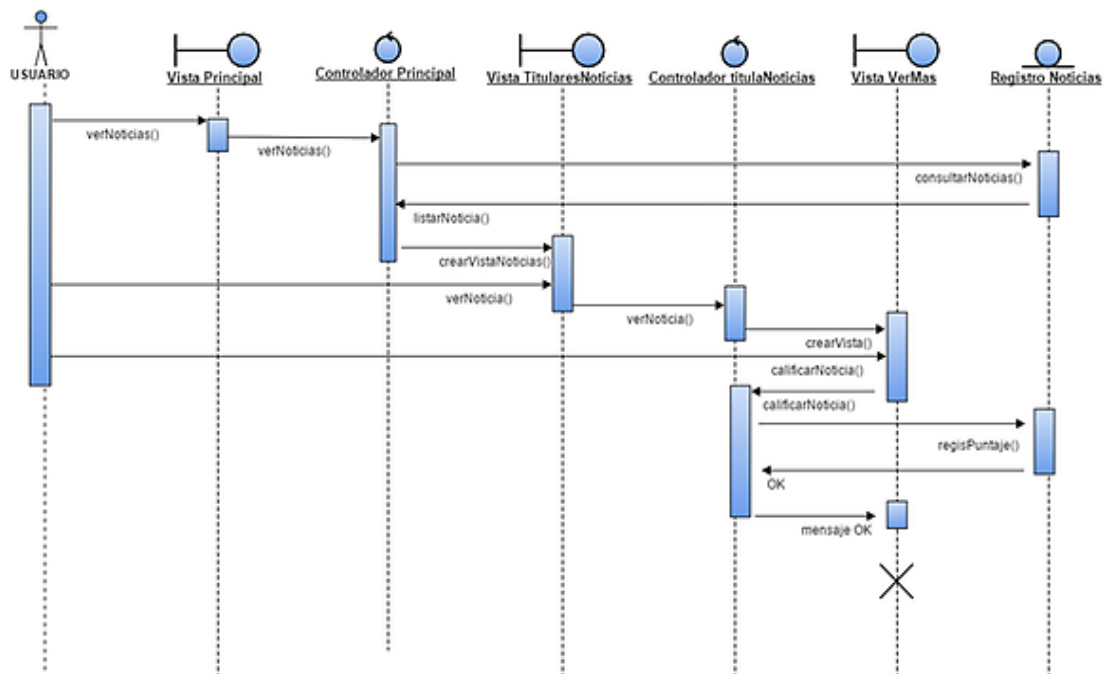 USUARIO
Vista Principal
Controlador Principal
Vista TitularesNoticias
Controlador titulaNoticias
Vista VerMas
Registro Noticias
verNoticias()
verNoticias()
consultarNoticias()
listarNoticia()
crearVistaNoticias()
verNoticia()
verNoticia()
crearVista()
calificarNoticia()
calificarNoticia()
regisPuntaje()
OK
mensaje OK